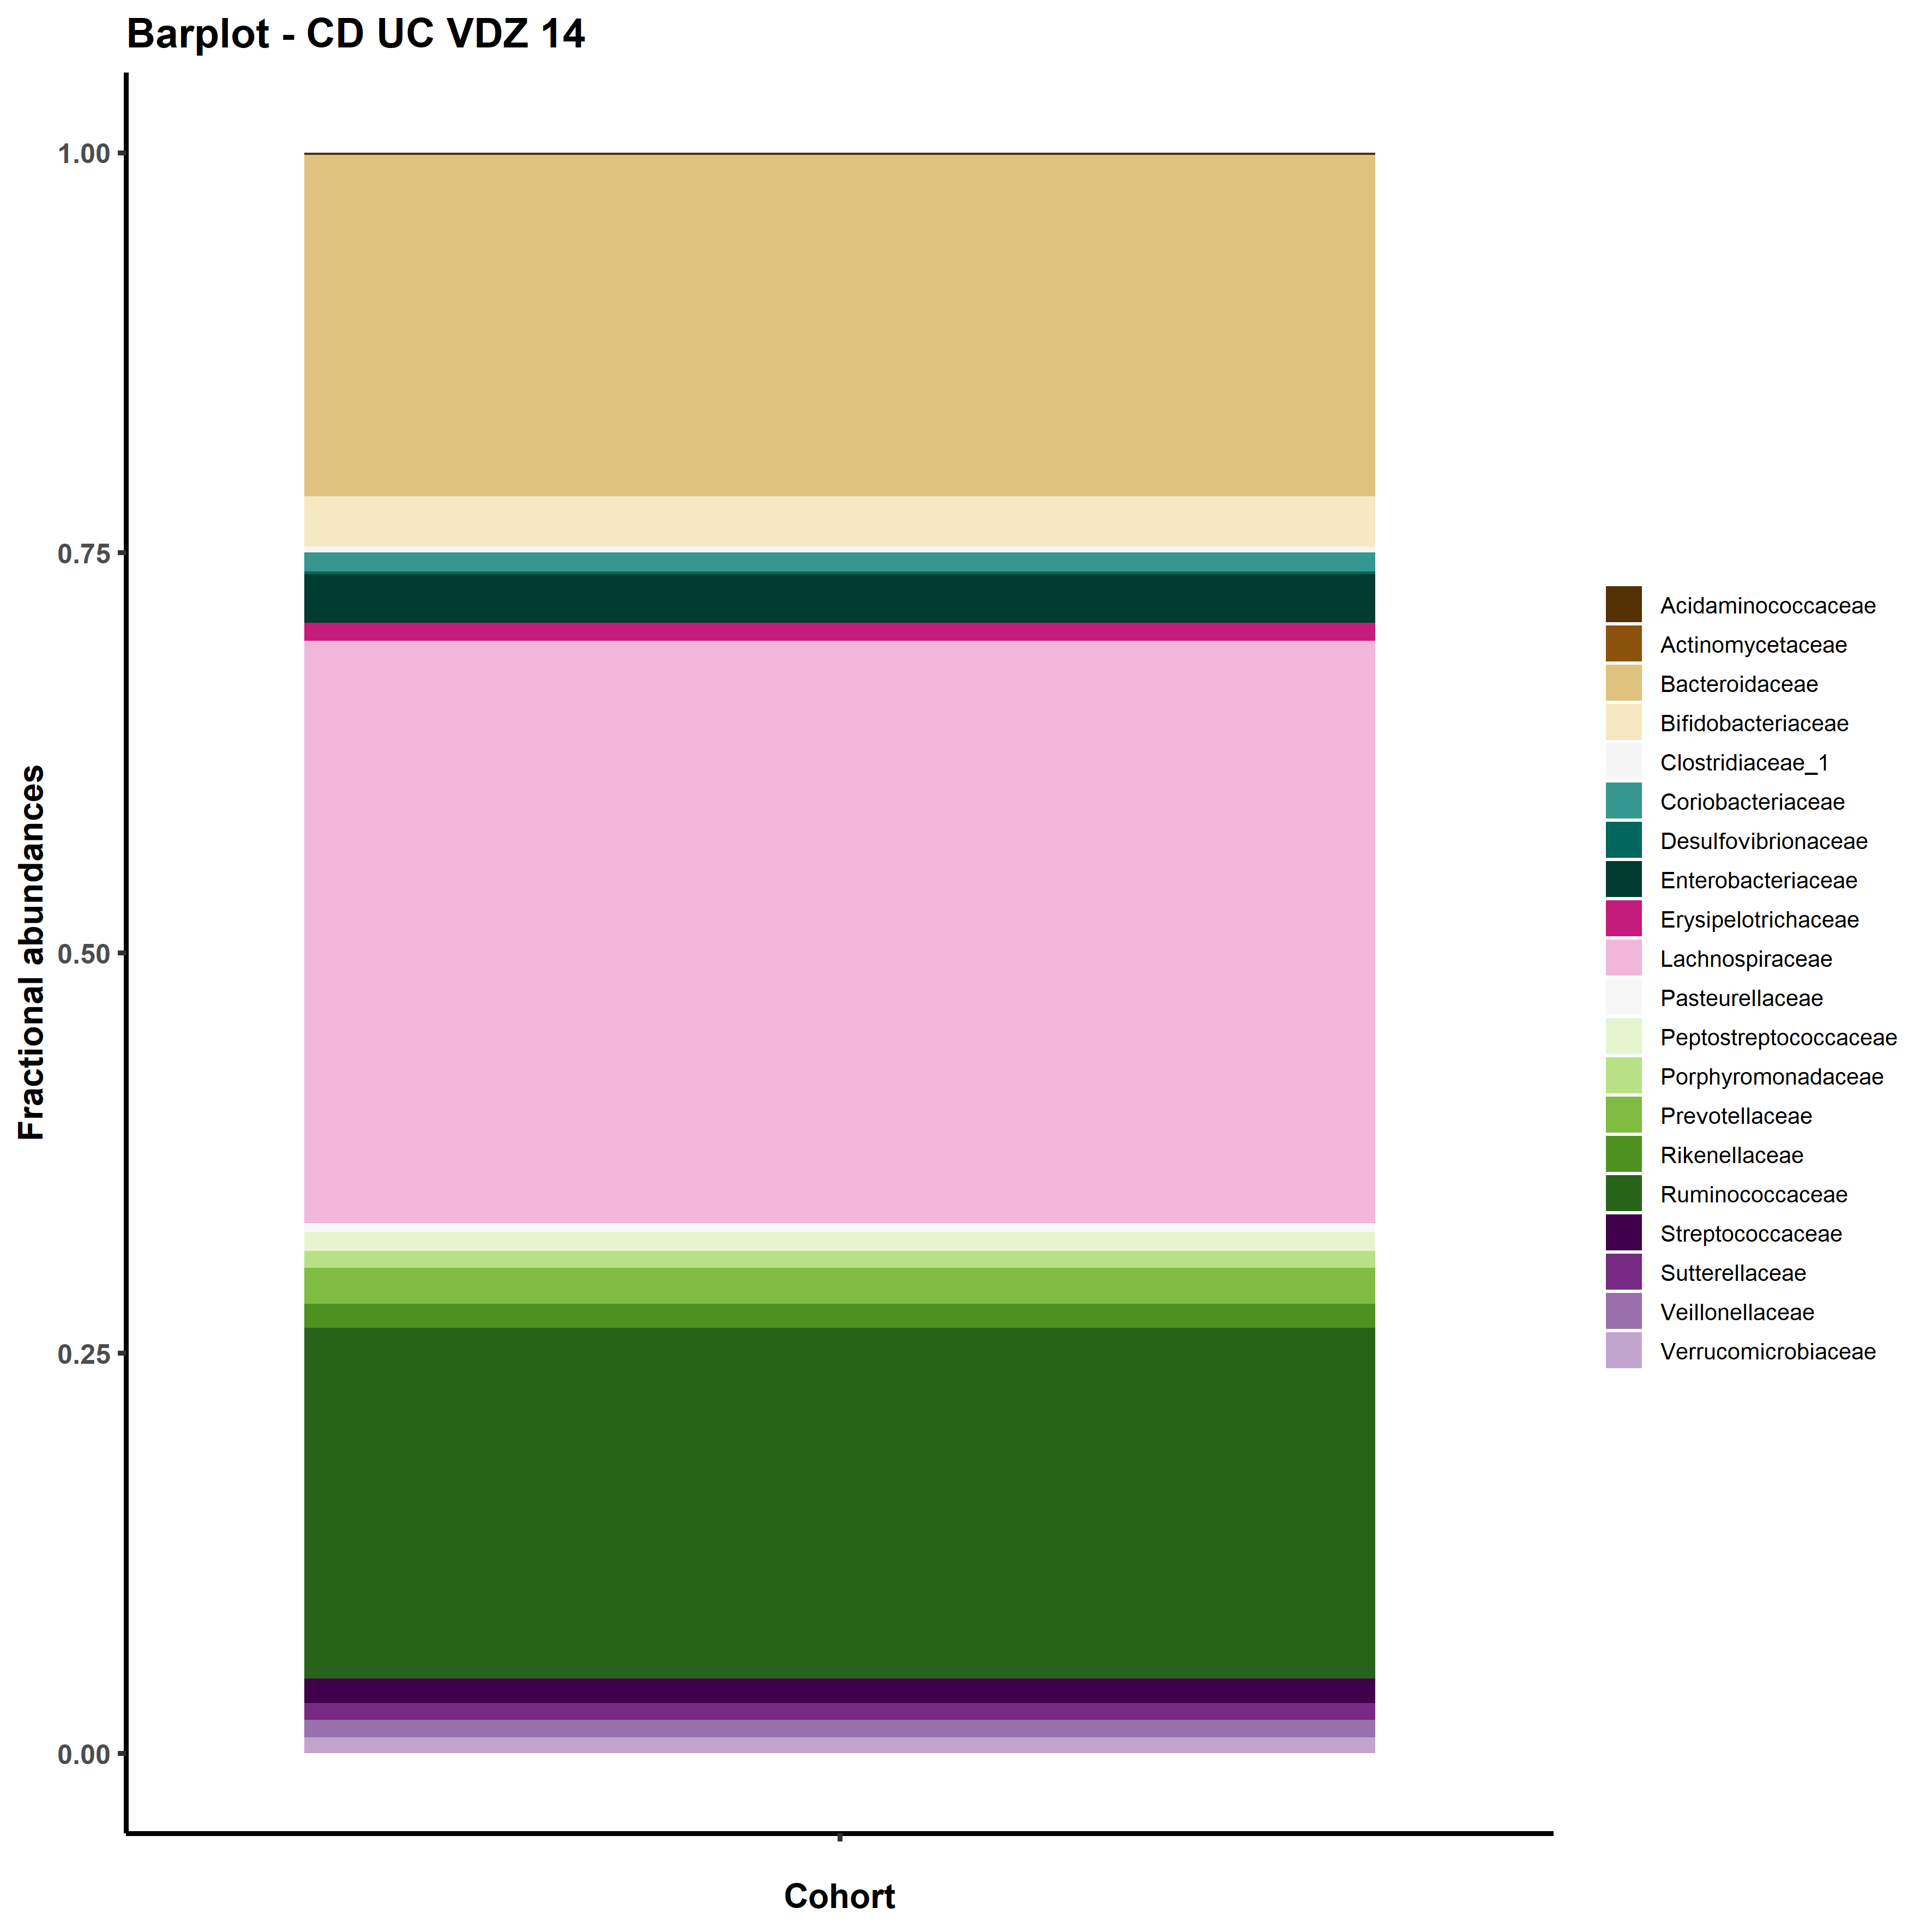 Barplot - CD UC VDZ 14
Fractional abundances
1.00
0.75
0.50
0.25
0.00
Cohort
Acidaminococcaceae
Actinomycetaceae
Bacteroidaceae
Bifidobacteriaceae
Clostridiaceae_1
Coriobacteriaceae
Desulfovibrionaceae
Enterobacteriaceae
Erysipelotrichaceae
Lachnospiraceae
Pasteurellaceae
Peptostreptococcaceae
Porphyromonadaceae
Prevotellaceae
Rikenellaceae
Ruminococcaceae
Streptococcaceae
Sutterellaceae
Veillonellaceae
Verrucomicrobiaceae